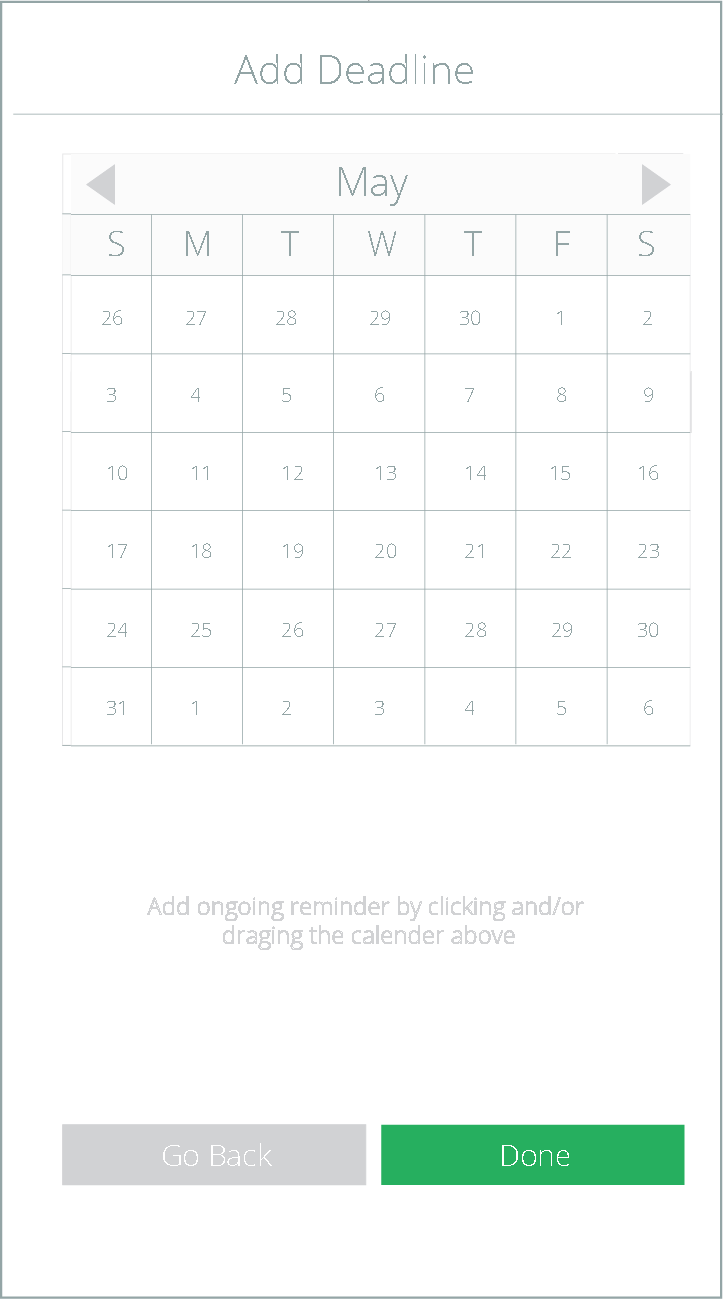 Add Deadline
May
S M T W T F S
26 27 28 29 30 1 2
3 4 5 6 7 8 9
10 11 12 13 14 15 16
17 18 19 20 21 22 23
24 25 26 27 28 29 30
31 1 2 3 4 5 6
Add ongoing reminder by clicking and/or
draging the calender above
Go Back Done